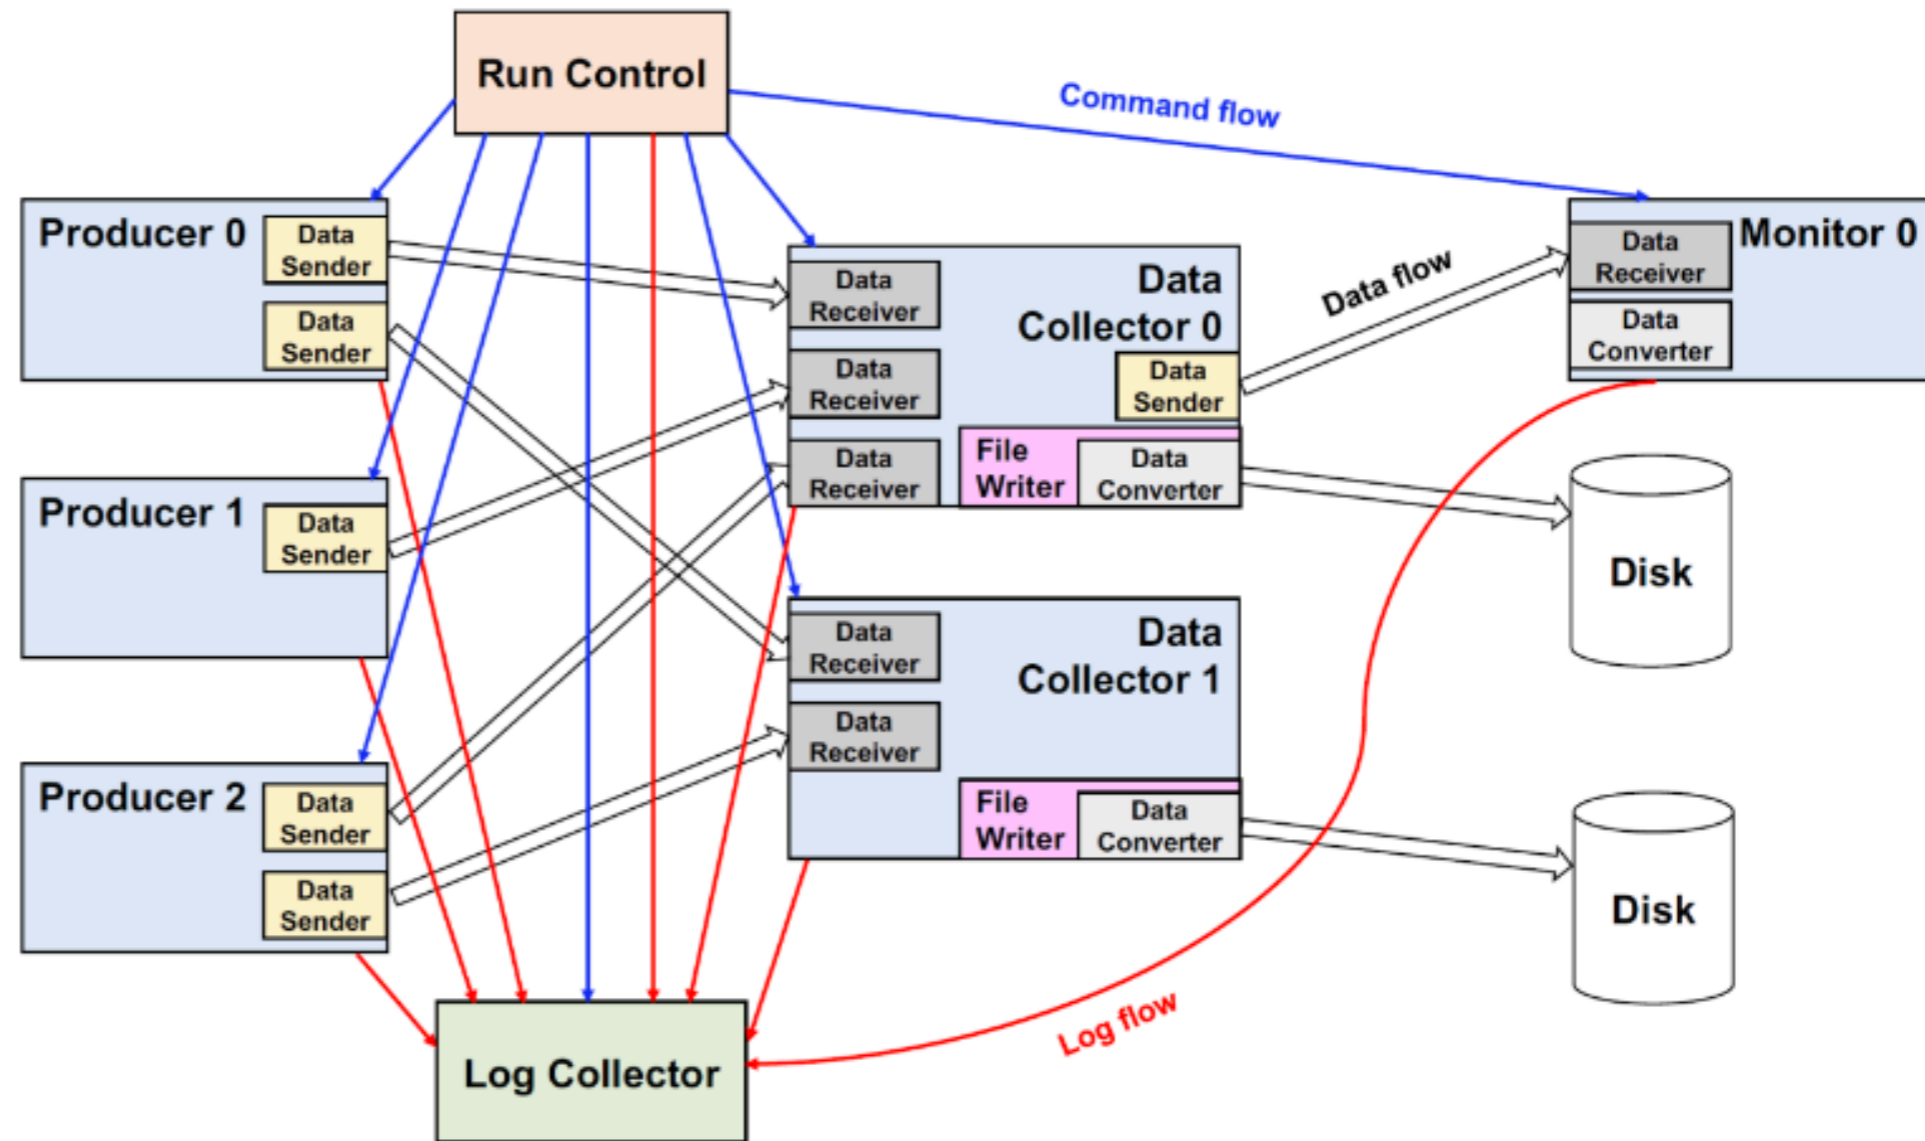 Run Control
Command flow
Producer 0
Data
Sender
Data
Sender
Producer 1
Data
Sender
Producer 2
Data
Sender
Data
Sender
Data
Collector 0
Data
Receiver
Data
Receiver
Data
Receiver
Data
Sender
File
Writer
Data
Converter
Data flow
Monitor 0
Data
Receiver
Data
Converter
Disk
Data
Collector 1
Data
Receiver
Data
Receiver
File
Writer
Data
Converter
Disk
Log flow
Log Collector